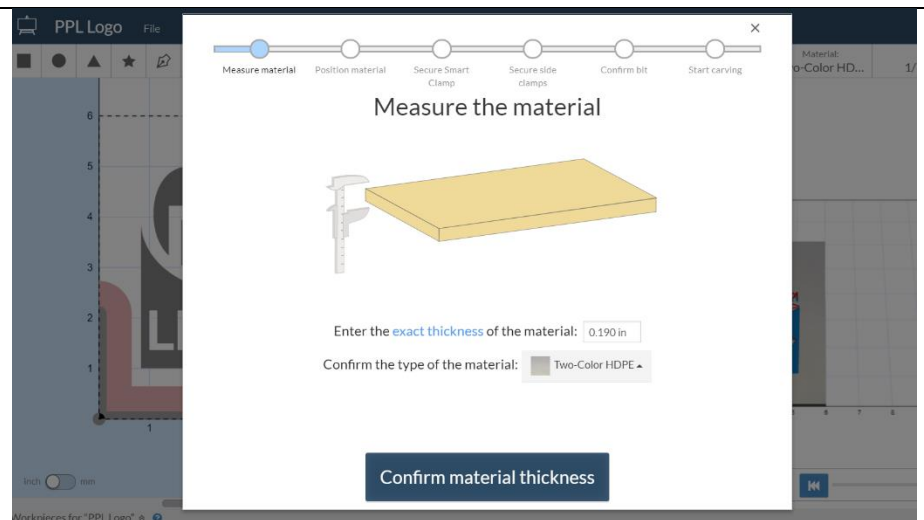 PPL Logo File
Measure material
Position material
Secure Smart
Clamp
Secure side
clamps
Confirm bit
Start carving
Material:
o-Color HD...
1/
Measure the material
6
5
4
3
2
1
1
Enter the exact thickness of the material: 0.190 in
Confirm the type of the material: Two-Color HDPE
Confirm material thickness
inch mm
Workpieces for "PPL Logo"
6
7
8